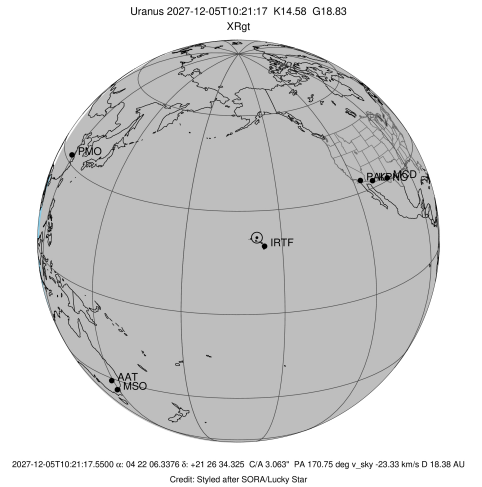 Uranus 2027-12-05T10:21:17 K14.58 G18.83
XRgt
PMO
MCD
IRTF
AAT
MSO
2027-12-05T10:21:17.5500 α: 04 22 06.3376 δ: +21 26 34.325 C/A 3.063" PA 170.75 deg v_sky -23.33 km/s D 18.38 AU
Credit: Styled after SORA/Lucky Star